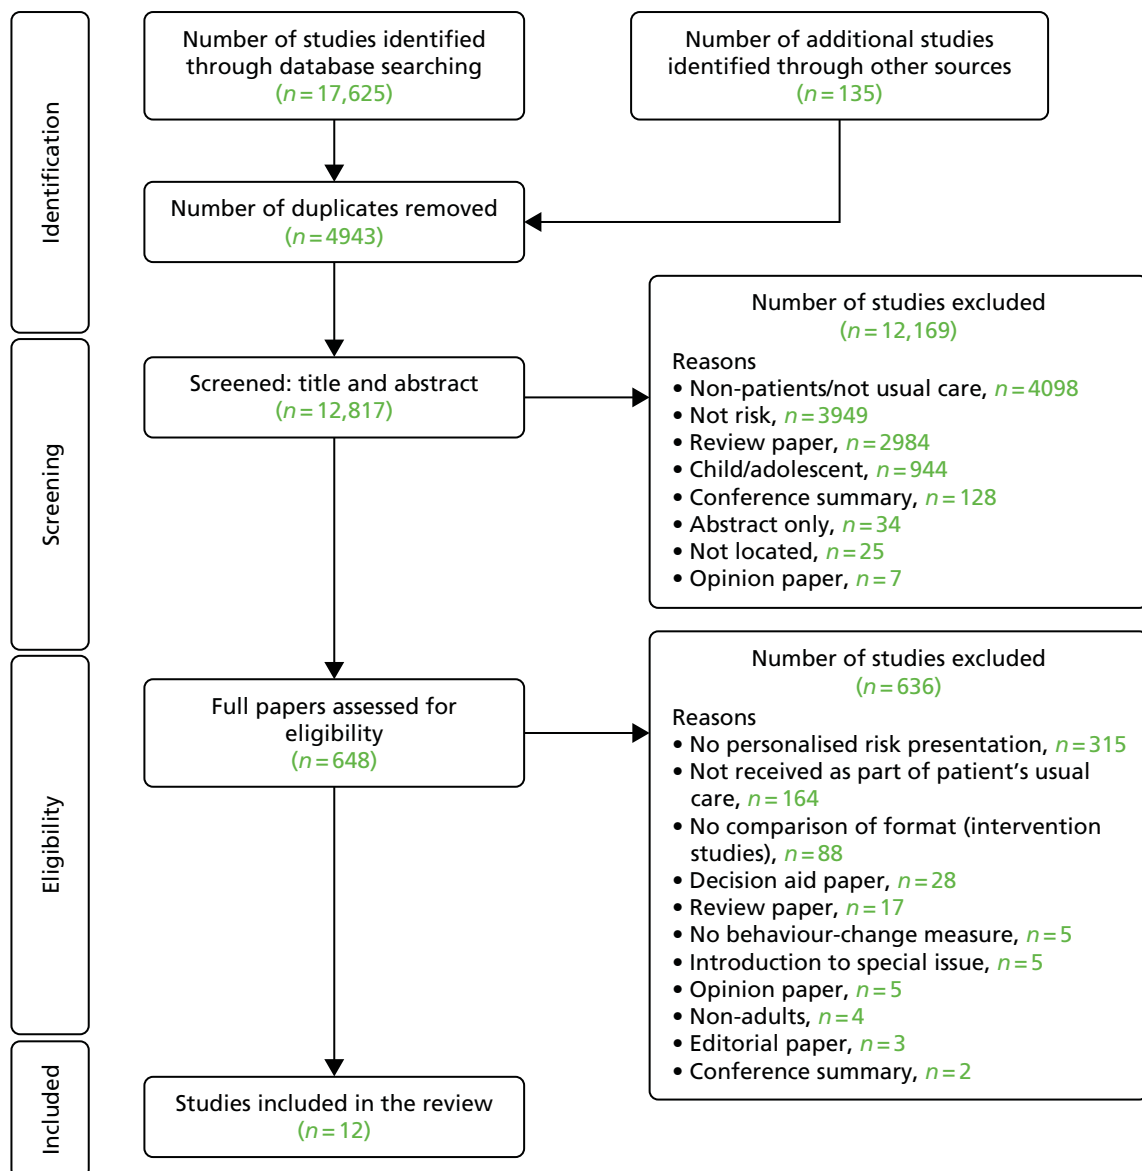 Identification
Number of studies identified
through database searching
(n=17,625)
Number of additional studies
identified through other sources
(n=135)
Number of duplicates removed
(n=4943)
Screening
Screened: title and abstract
(n=12,817)
Number of studies excluded
(n=12,169)
Reasons
• Non-patients/not usual care, n=4098
• Not risk, n=3949
• Review paper, n=2984
• Child/adolescent, n=944
• Conference summary, n=128
• Abstract only, n=34
• Not located, n=25
• Opinion paper, n=7
Eligibility
Full papers assessed for
eligibility
(n=648)
Number of studies excluded
(n=636)
Reasons
• No personalised risk presentation, n=315
• Not received as part of patient's usual
care, n=164
• No comparison of format (intervention
studies), n=88
• Decision aid paper, n=28
• Review paper, n=17
• No behaviour-change measure, n=5
• Introduction to special issue, n=5
• Opinion paper, n=5
• Non-adults, n=4
• Editorial paper, n=3
• Conference summary, n=2
Included
Studies included in the review
(n=12)